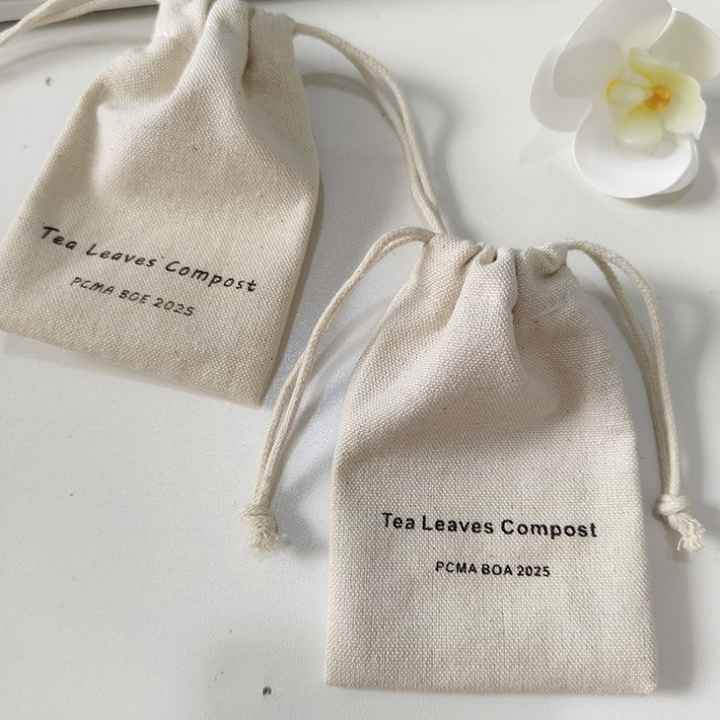 Tea Leaves Compost
PCMA BOE 2025
Tea Leaves Compost
PCMA BOA 2025